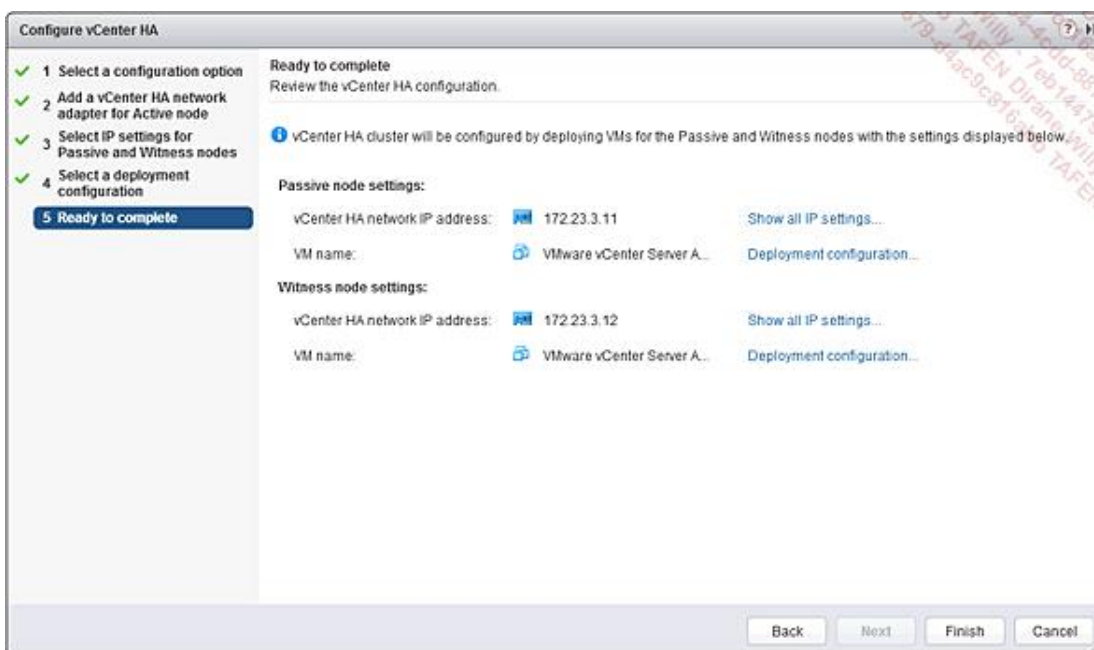 Configure vCenter HA
1 Select a configuration option
2 Add a vCenter HA network
adapter for Active node
3 Select IP settings for
Passive and Witness nodes
4 Select a deployment
configuration
5 Ready to complete
Ready to complete
Review the vCenter HA configuration.
vCenter HA cluster will be configured by deploying VMs for the Passive and Witness nodes with the settings displayed below.
Passive node settings:
vCenter HA network IP address: 172.23.3.11 Show all IP settings...
VM name: VMware vCenter Server A... Deployment configuration...
Witness node settings:
vCenter HA network IP address: 172.23.3.12 Show all IP settings...
VM name: VMware vCenter Server A... Deployment configuration...
Back Next Finish Cancel
Willy
TAFEN Dirane Willy
TAFEN